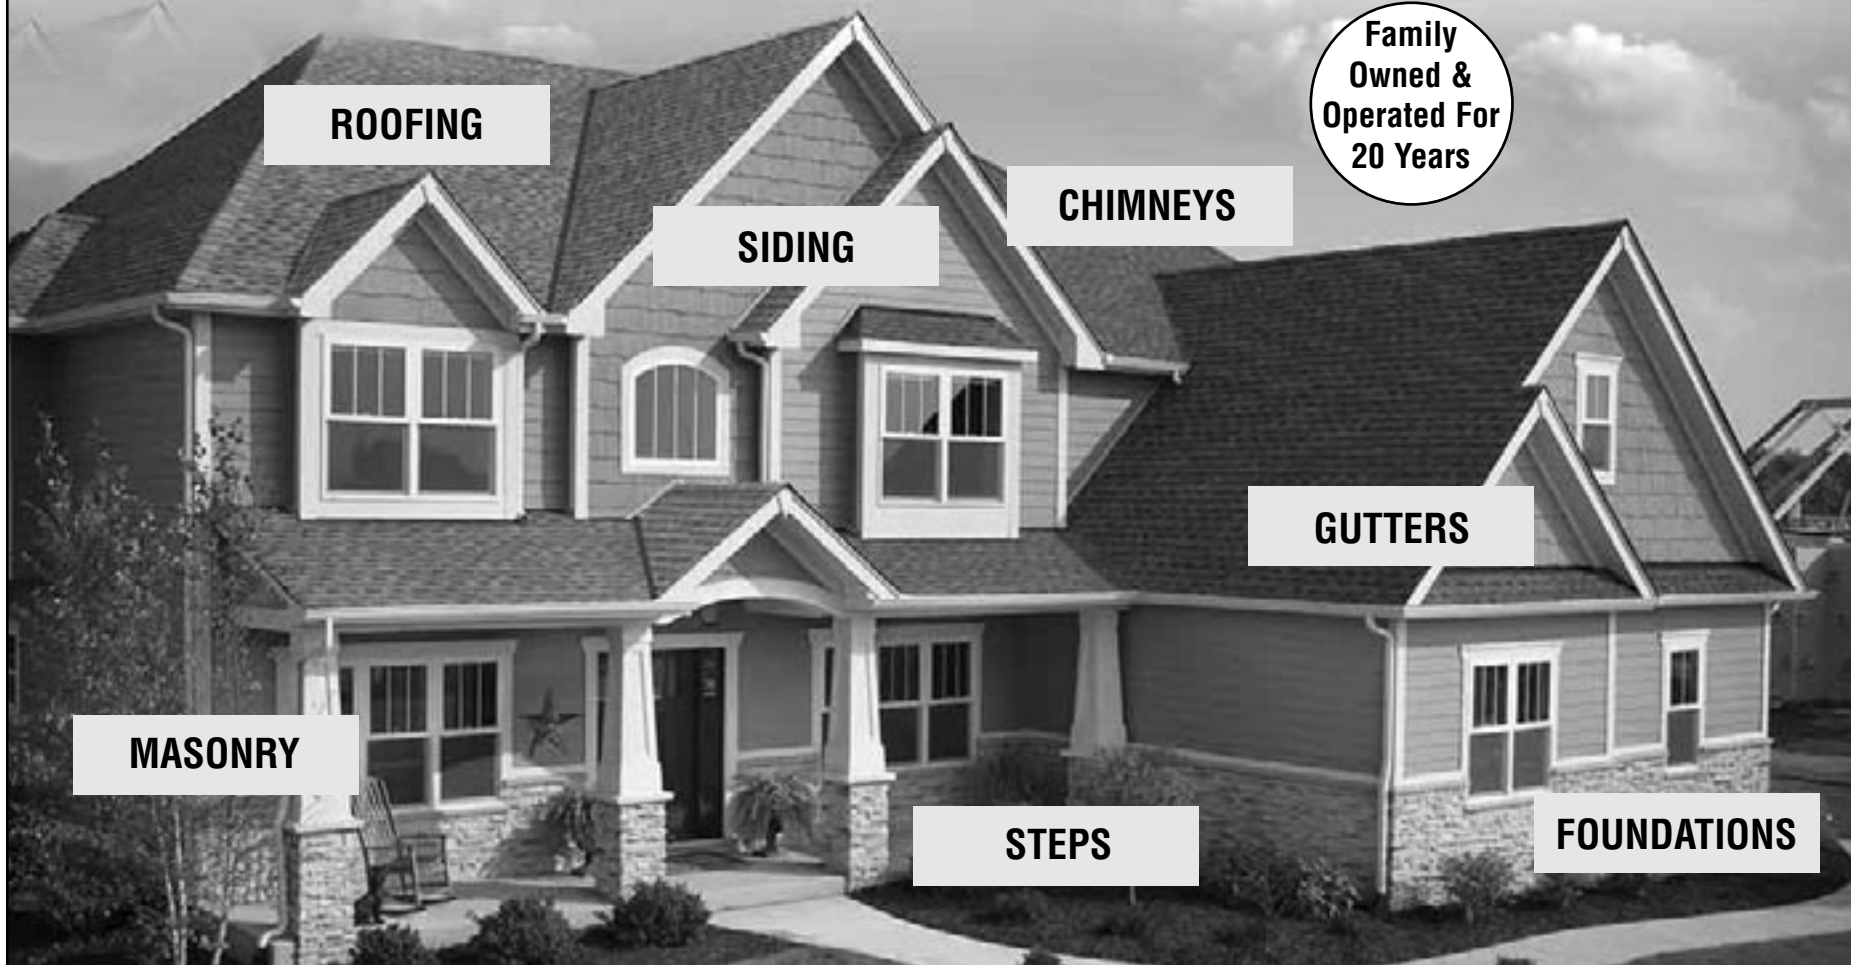 Family
Owned &
Operated For
20 Years
ROOFING
CHIMNEYS
SIDING
GUTTERS
MASONRY
STEPS
FOUNDATIONS